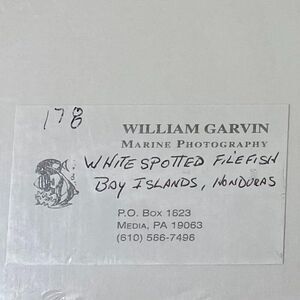 178
WILLIAM GARVIN
MARINE PHOTOGRAPHY
WHITESPOTTED FILEFISH
BAY ISLANDS, HONDURAS
P.O. BOX 1623
MEDIA, PA 19063
(610) 566-7496